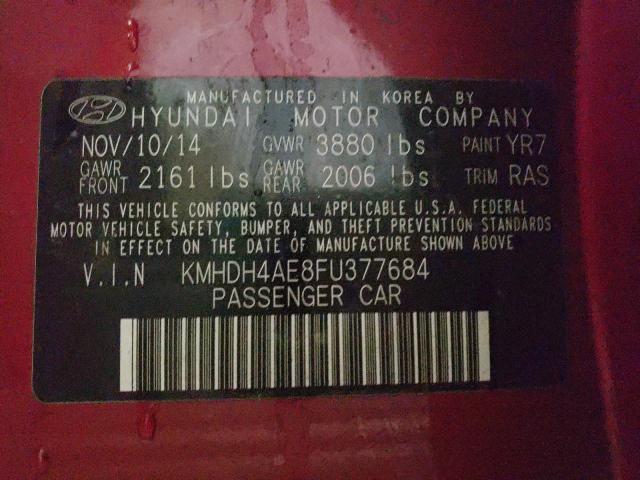 MANUFACTURED IN KOREA BY
HYUNDAI MOTOR COMPANY
NOV/10/14 GVWR 3880 lbs PAINT YR7
GAWR FRONT 2161 lbs GAWR REAR 2006 lbs TRIM RAS
THIS VEHICLE CONFORMS TO ALL APPLICABLE U.S.A. FEDERAL
MOTOR VEHICLE SAFETY, BUMPER, AND THEFT PREVENTION STANDARDS
IN EFFECT ON THE DATE OF MANUFACTURE SHOWN ABOVE
V.I.N KMHDH4AE8FU377684
PASSENGER CAR